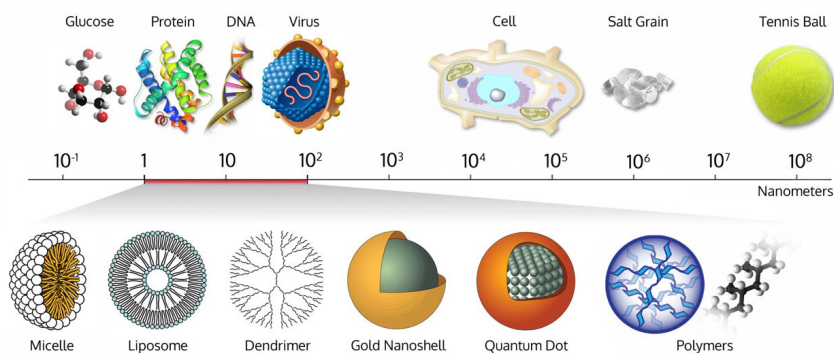 Glucose Protein DNA Virus Cell Salt Grain Tennis Ball
10⁻¹ 1 10 10² 10³ 10⁴ 10⁵ 10⁶ 10⁷ 10⁸
Nanometers
Micelle Liposome Dendrimer Gold Nanoshell Quantum Dot Polymers